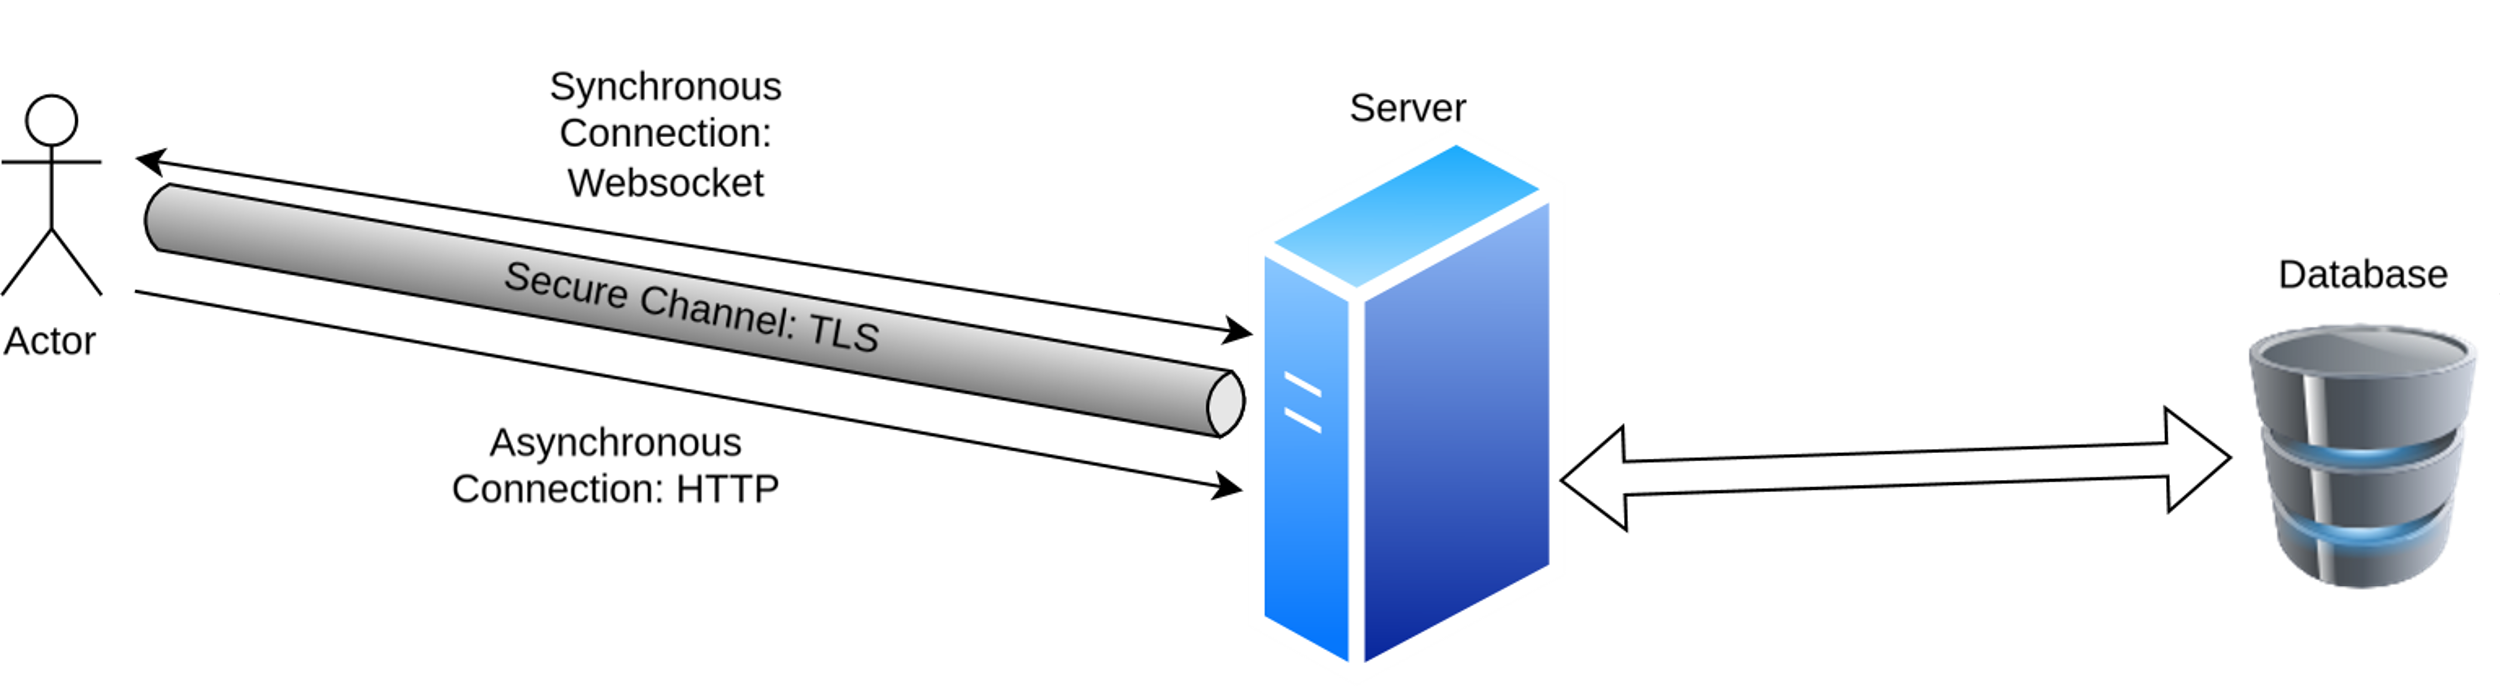 Synchronous
Connection:
Websocket
Server
Secure Channel: TLS
Database
Actor
Asynchronous
Connection: HTTP